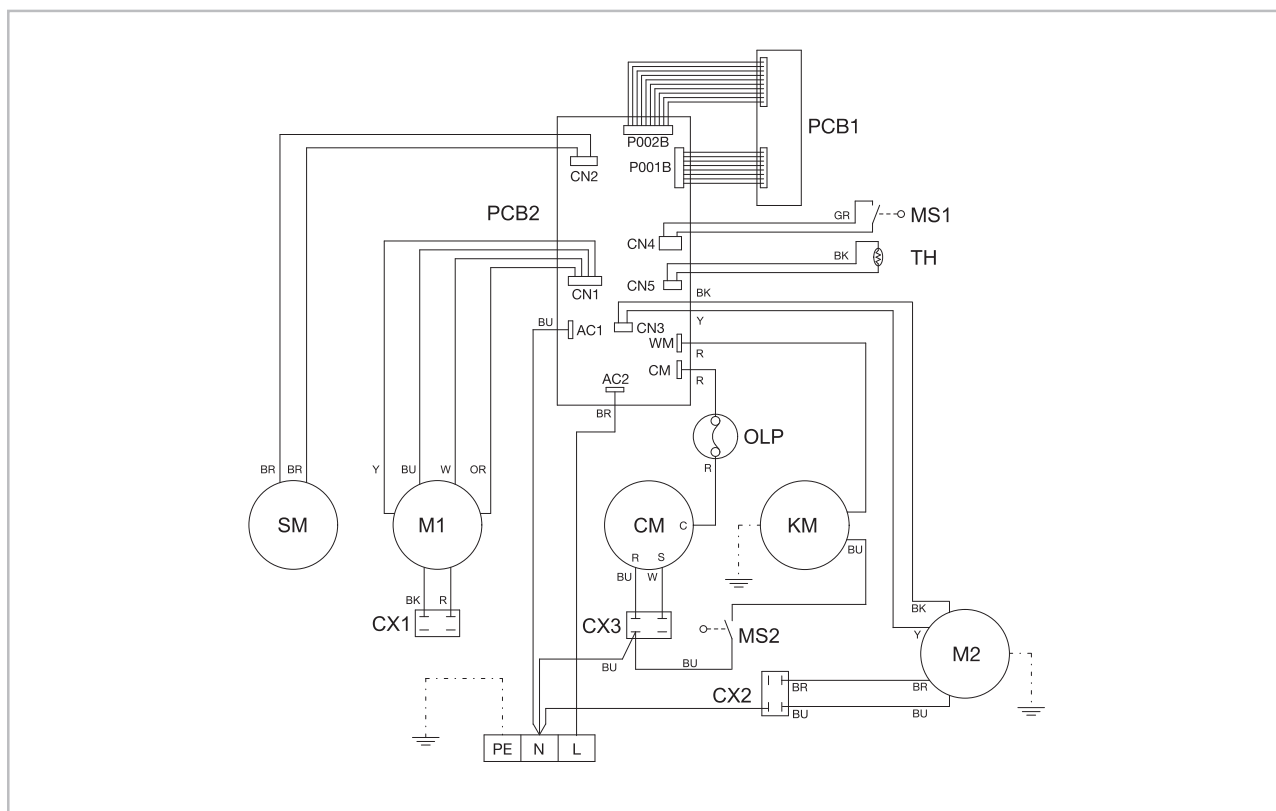 PCB1
P002B
P001B
CN2
PCB2
GR
MS1
CN4
BK
TH
CN5
CN1
BK
BU
AC1
CN3
Y
WM
R
CM
R
AC2
BR
OLP
R
BR
BR
Y
BU
W
OR
SM
M1
CM
C
KM
R
S
BU
BU
W
BK
R
BK
CX1
CX3
MS2
Y
M2
BU
BU
CX2
BR
BR
BU
BU
PE
N
L